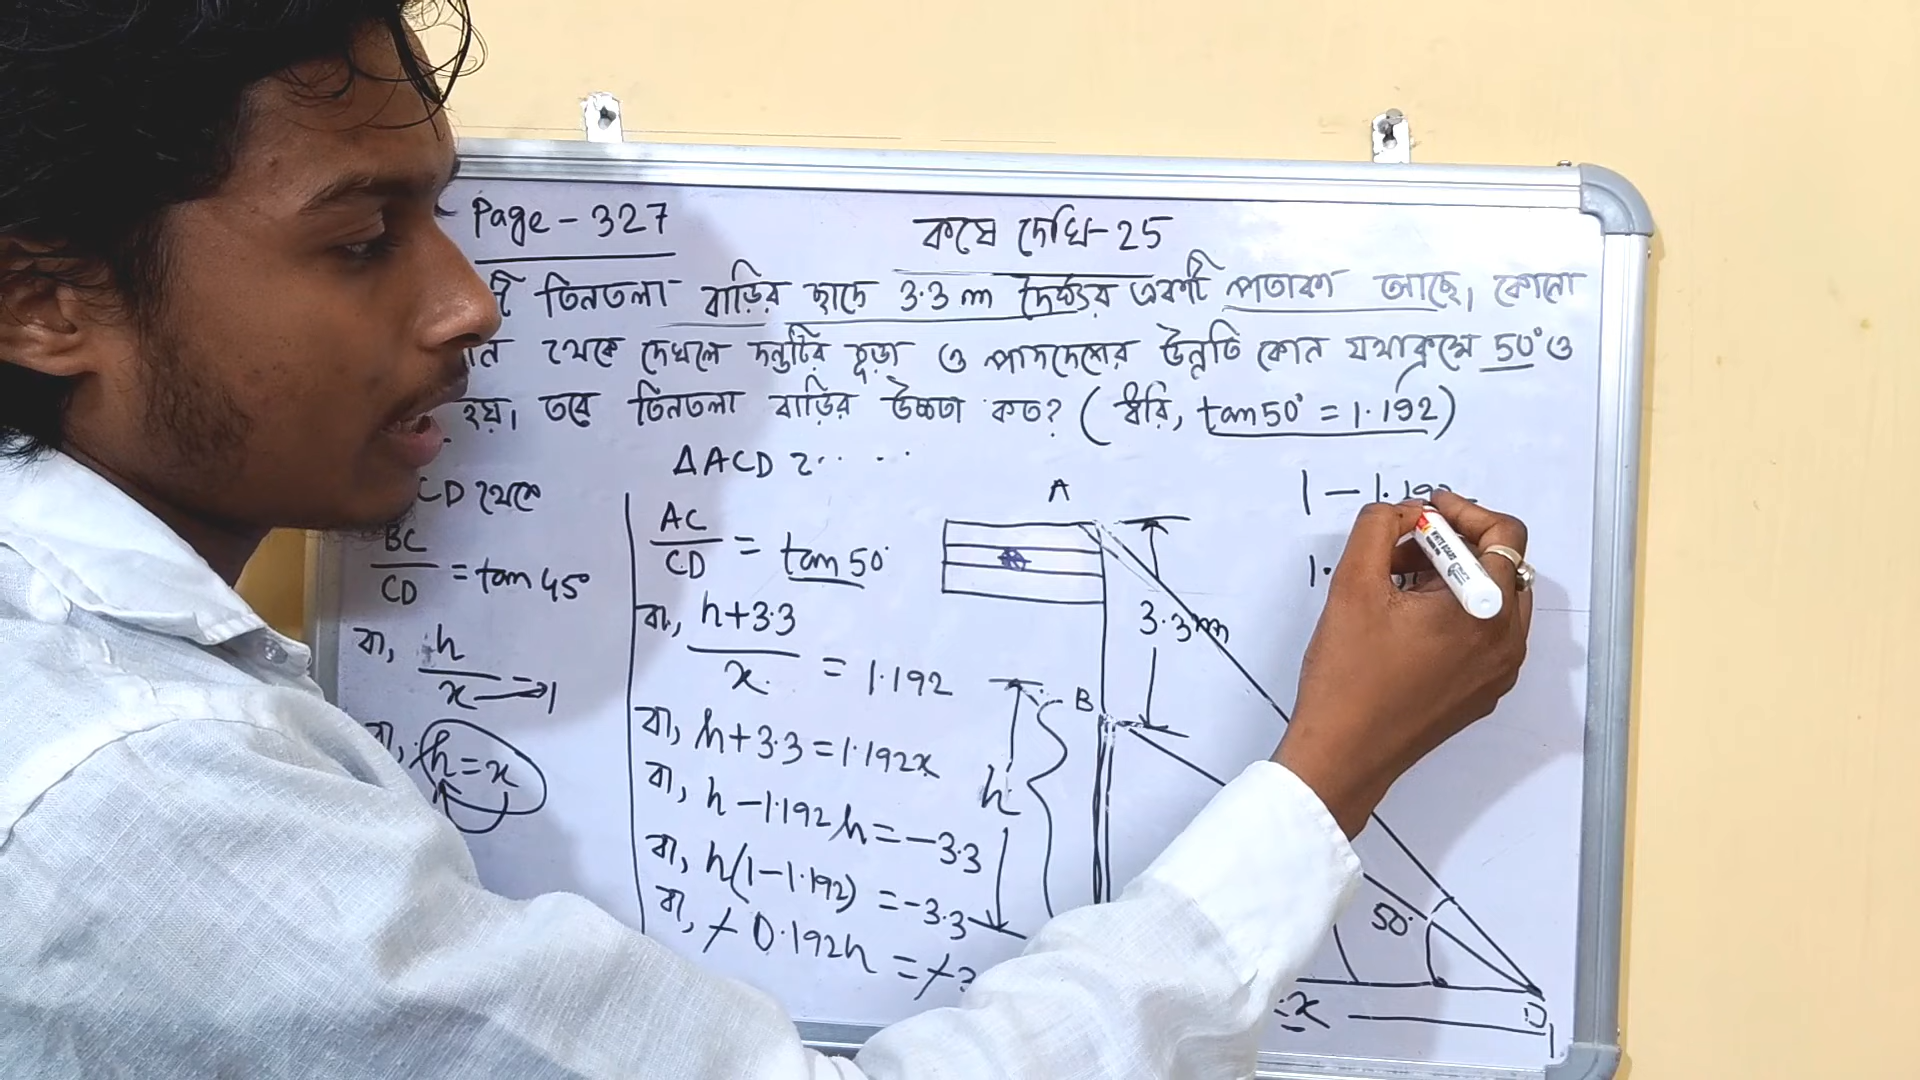 Page - 327
কষে দেখি-25
তিনতলা বাড়ির ছাদে 3.3 m দৈর্ঘ্যের একটি পতাকা আছে। কোনো
থেকে দেখলে দন্ডটির চূড়া ও পাদদেশের উন্নতি কোন যথাক্রমে 50° ও
হয়। তবে তিনতলা বাড়ির উচ্চতা কত? (ধরি, tan50° = 1.192)
CD থেকে
BC/CD = tan 45°
বা, h/x = 1
বা, h = x
ΔACD
AC/CD = tan 50°
বা, h+3.3/x = 1.192
বা, h+3.3 = 1.192x
বা, h - 1.192h = -3.3
বা, h(1-1.192) = -3.3
বা, - 0.192h = -3
A
3.3m
B
h
50°
=x
D
1 - 1.192
1.